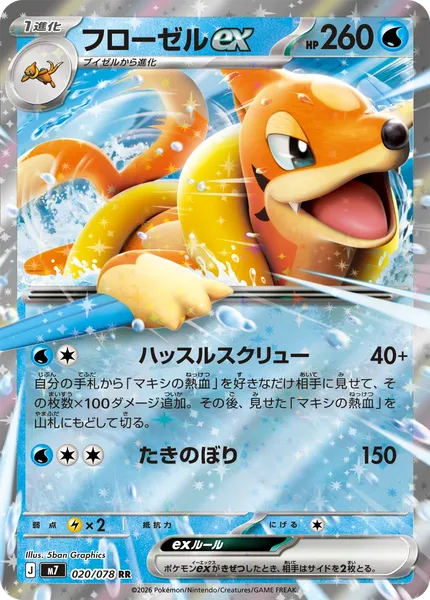 1進化
フローゼルex
HP 260
ブイゼルから進化
ハッスルスクリュー 40+
自分の手札から「マキシの熱血」を好きなだけ相手に見せて、そ
の枚数×100ダメージ追加。その後、見せた「マキシの熱血」を
山札にもどして切る。
たきのぼり 150
弱点 ×2 抵抗力 にげる
Illus. 5ban Graphics
exルール
J M7 020/078 RR
ポケモンexがきぜつしたとき、相手はサイドを2枚とる。
©2026 Pokémon/Nintendo/Creatures/GAME FREAK.